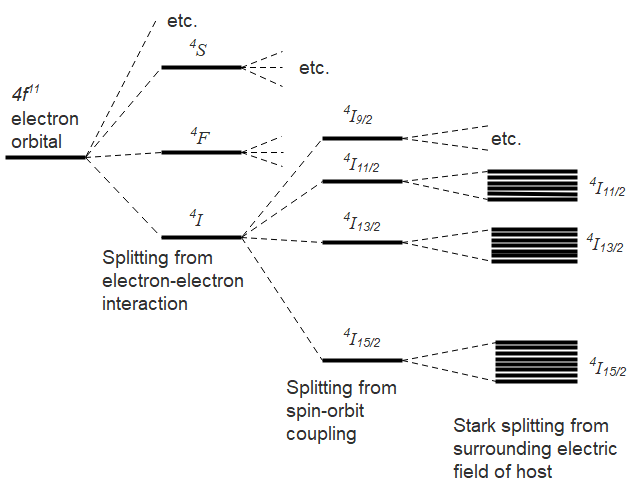 etc.
⁴S
etc.
4f¹¹
electron
orbital
⁴F
⁴I
Splitting from
electron-electron
interaction
⁴I₉/₂
etc.
⁴I₁₁/₂
⁴I₁₁/₂
⁴I₁₃/₂
⁴I₁₃/₂
⁴I₁₅/₂
⁴I₁₅/₂
Splitting from
spin-orbit
coupling
Stark splitting from
surrounding electric
field of host